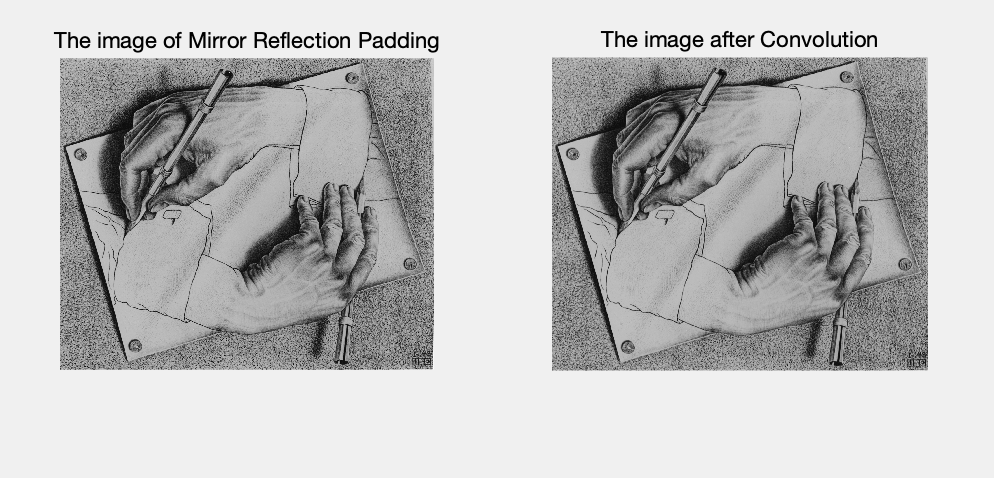 The image of Mirror Reflection Padding
The image after Convolution